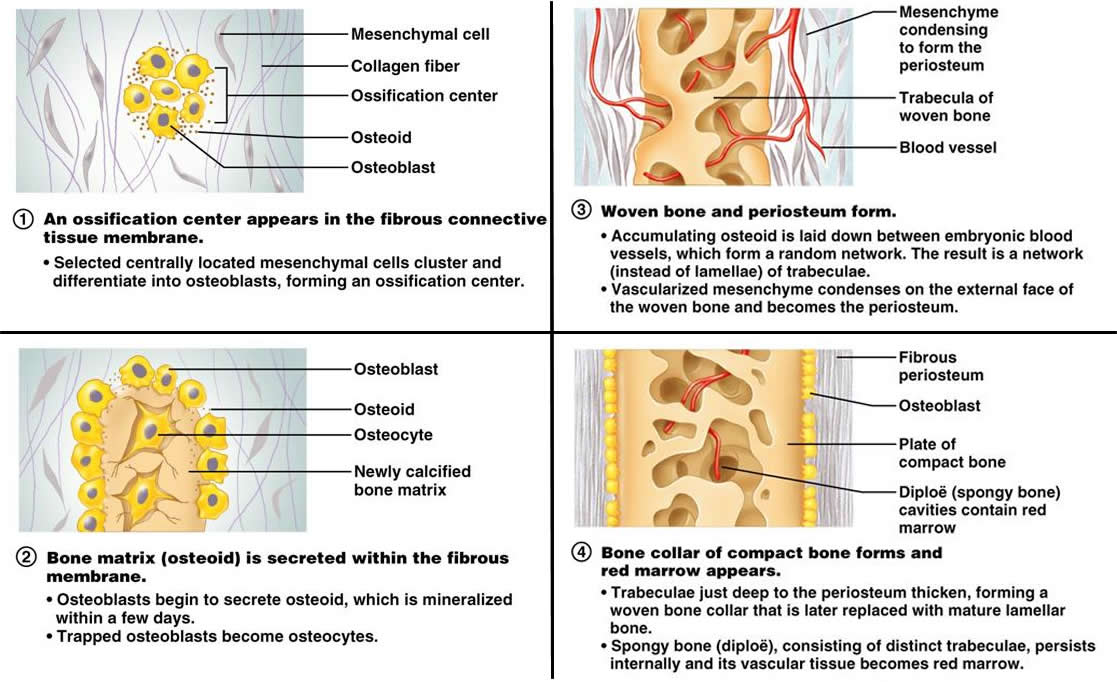 Mesenchymal cell
Collagen fiber
Ossification center
Osteoid
Osteoblast
① An ossification center appears in the fibrous connective
tissue membrane.
• Selected centrally located mesenchymal cells cluster and
differentiate into osteoblasts, forming an ossification center.
Osteoblast
Osteoid
Osteocyte
Newly calcified
bone matrix
② Bone matrix (osteoid) is secreted within the fibrous
membrane.
• Osteoblasts begin to secrete osteoid, which is mineralized
within a few days.
• Trapped osteoblasts become osteocytes.
Mesenchyme
condensing
to form the
periosteum
Trabecula of
woven bone
Blood vessel
③ Woven bone and periosteum form.
• Accumulating osteoid is laid down between embryonic blood
vessels, which form a random network. The result is a network
(instead of lamellae) of trabeculae.
• Vascularized mesenchyme condenses on the external face of
the woven bone and becomes the periosteum.
Fibrous
periosteum
Osteoblast
Plate of
compact bone
Diploë (spongy bone)
cavities contain red
marrow
④ Bone collar of compact bone forms and
red marrow appears.
• Trabeculae just deep to the periosteum thicken, forming a
woven bone collar that is later replaced with mature lamellar
bone.
• Spongy bone (diploë), consisting of distinct trabeculae, persists
internally and its vascular tissue becomes red marrow.